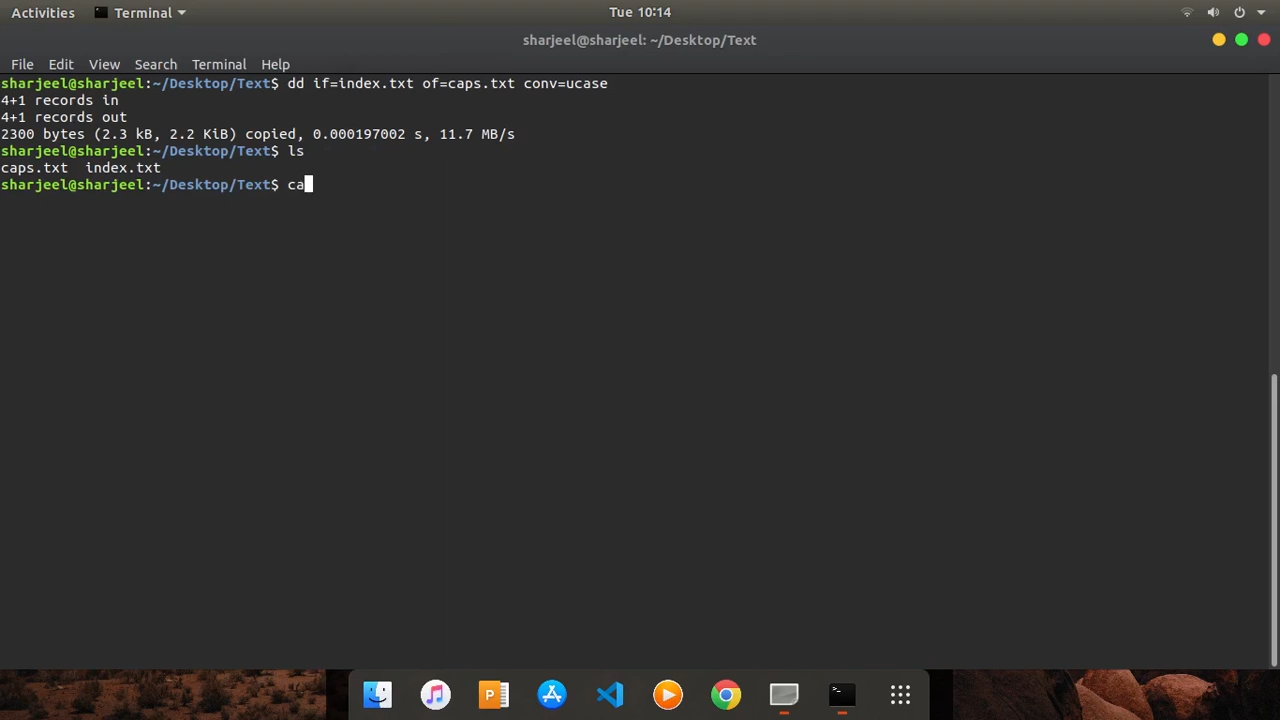 Activities Terminal Tue 10:14
sharjeel@sharjeel: ~/Desktop/Text
File Edit View Search Terminal Help
sharjeel@sharjeel:~/Desktop/Text$ dd if=index.txt of=caps.txt conv=ucase
4+1 records in
4+1 records out
2300 bytes (2.3 kB, 2.2 KiB) copied, 0.000197002 s, 11.7 MB/s
sharjeel@sharjeel:~/Desktop/Text$ ls
caps.txt  index.txt
sharjeel@sharjeel:~/Desktop/Text$ ca
P
>_